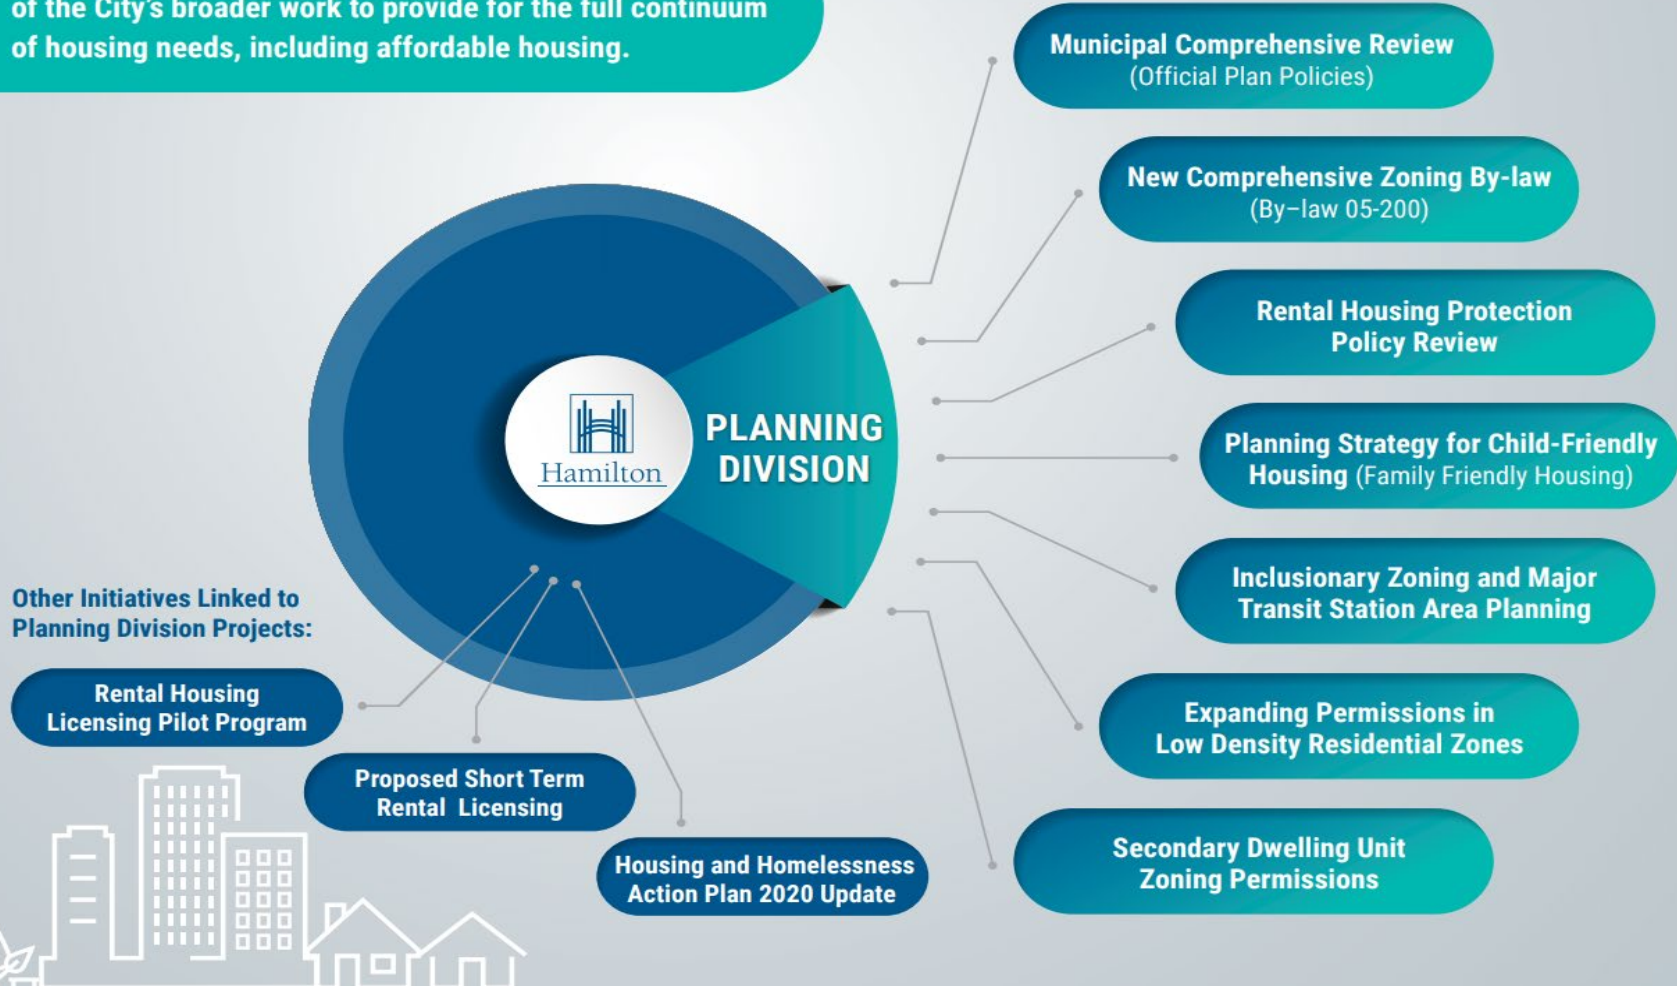 of the City's broader work to provide for the full continuum
of housing needs, including affordable housing.
Municipal Comprehensive Review
(Official Plan Policies)
New Comprehensive Zoning By-law
(By–law 05-200)
Rental Housing Protection
Policy Review
Planning Strategy for Child-Friendly
Housing (Family Friendly Housing)
Inclusionary Zoning and Major
Transit Station Area Planning
Expanding Permissions in
Low Density Residential Zones
Secondary Dwelling Unit
Zoning Permissions
Hamilton
PLANNING
DIVISION
Other Initiatives Linked to
Planning Division Projects:
Rental Housing
Licensing Pilot Program
Proposed Short Term
Rental Licensing
Housing and Homelessness
Action Plan 2020 Update